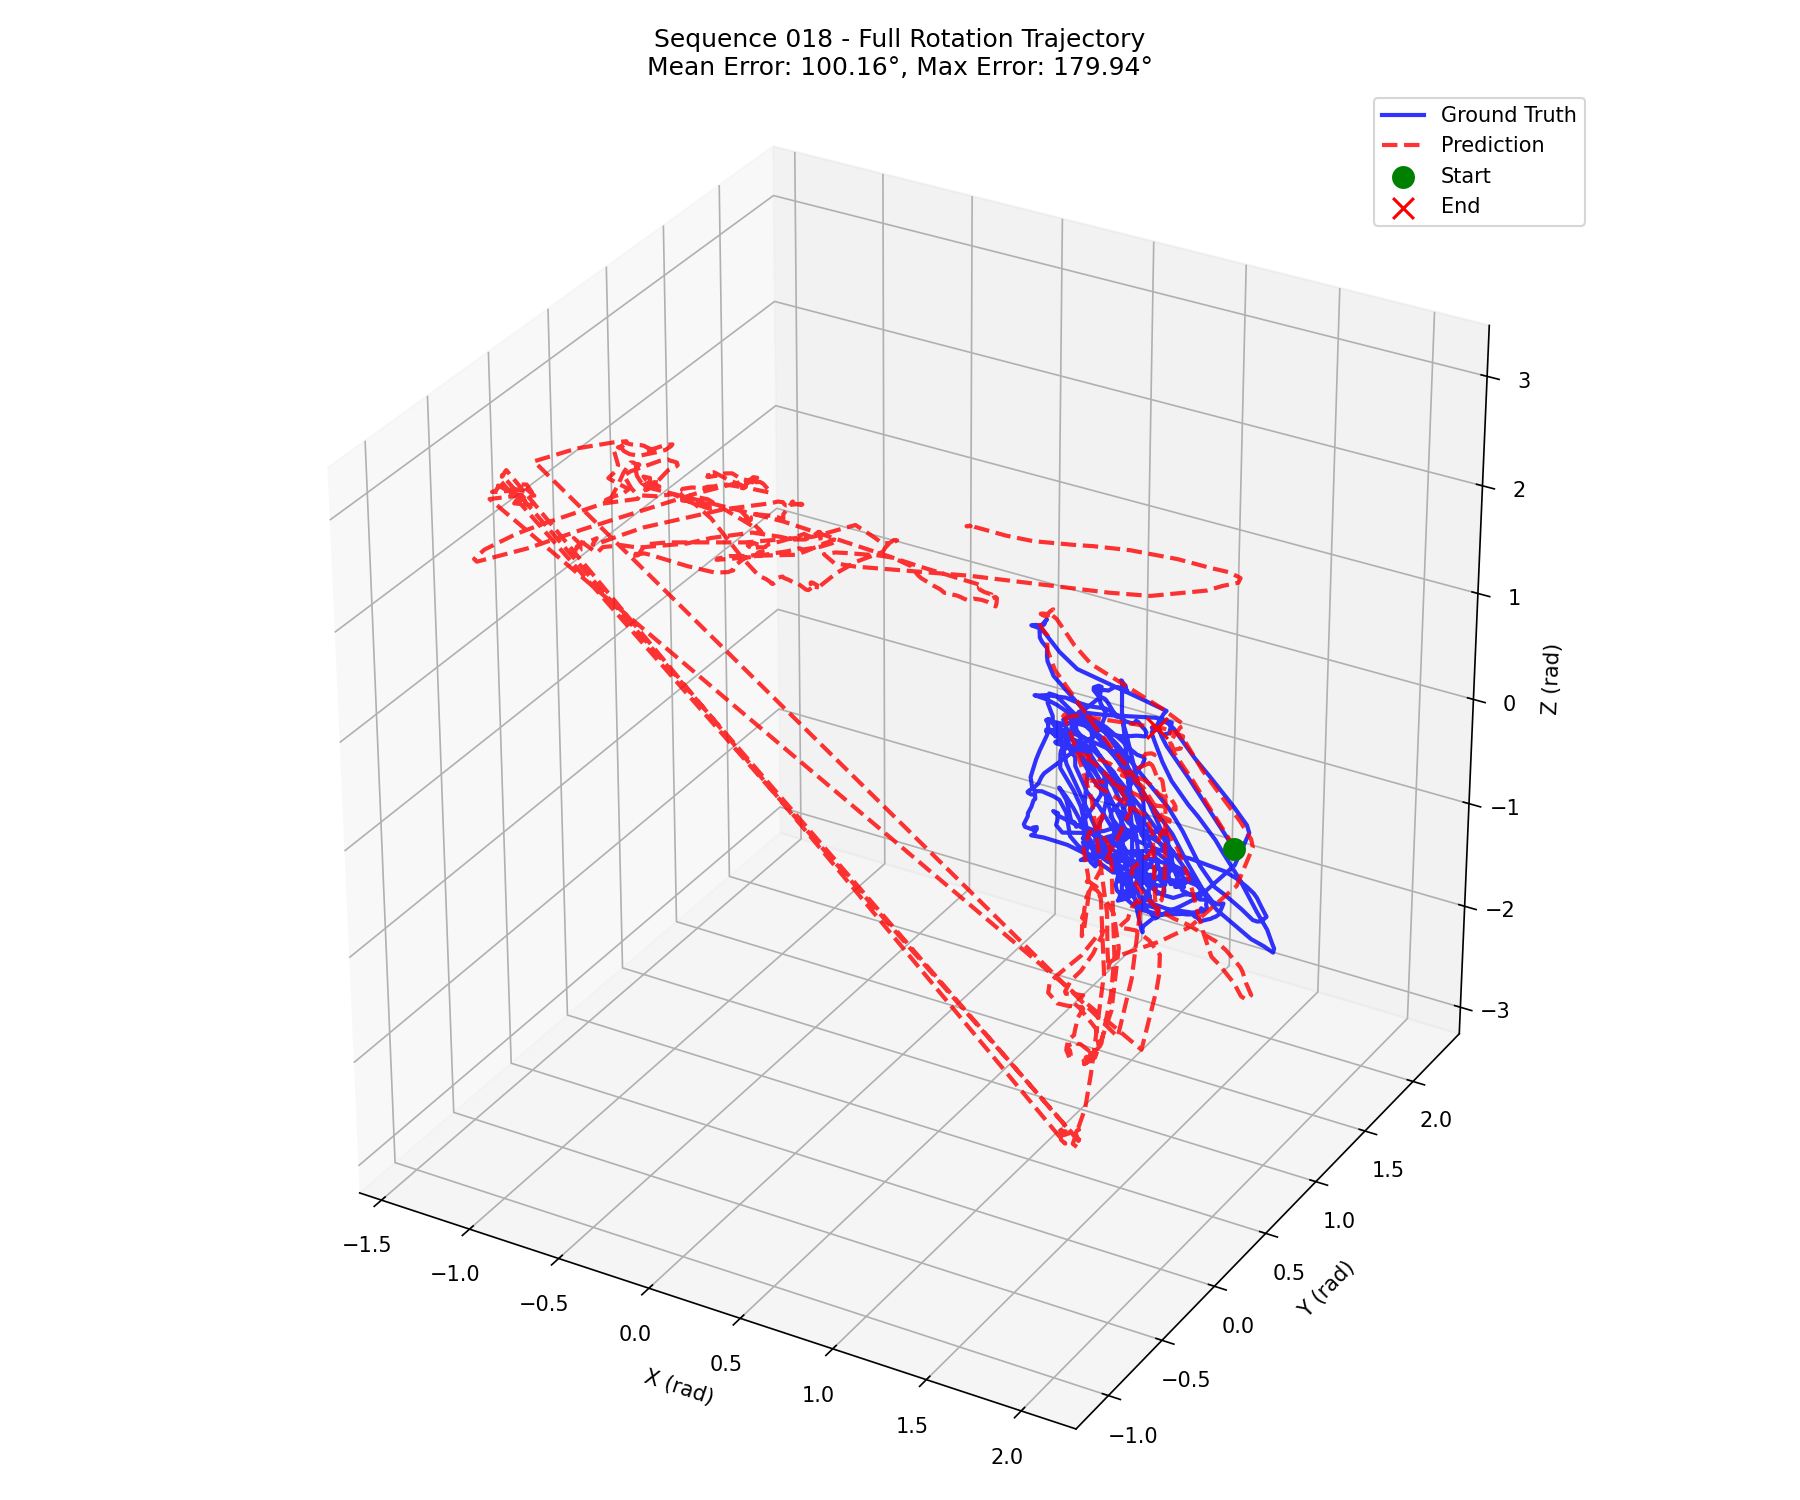 Sequence 018 - Full Rotation Trajectory
Mean Error: 100.16°, Max Error: 179.94°
Ground Truth
Prediction
Start
End
3
2
1
0
−1
−2
−3
Z (rad)
2.0
1.5
1.0
0.5
0.0
−0.5
−1.0
Y (rad)
−1.5
−1.0
−0.5
0.0
0.5
1.0
1.5
2.0
X (rad)